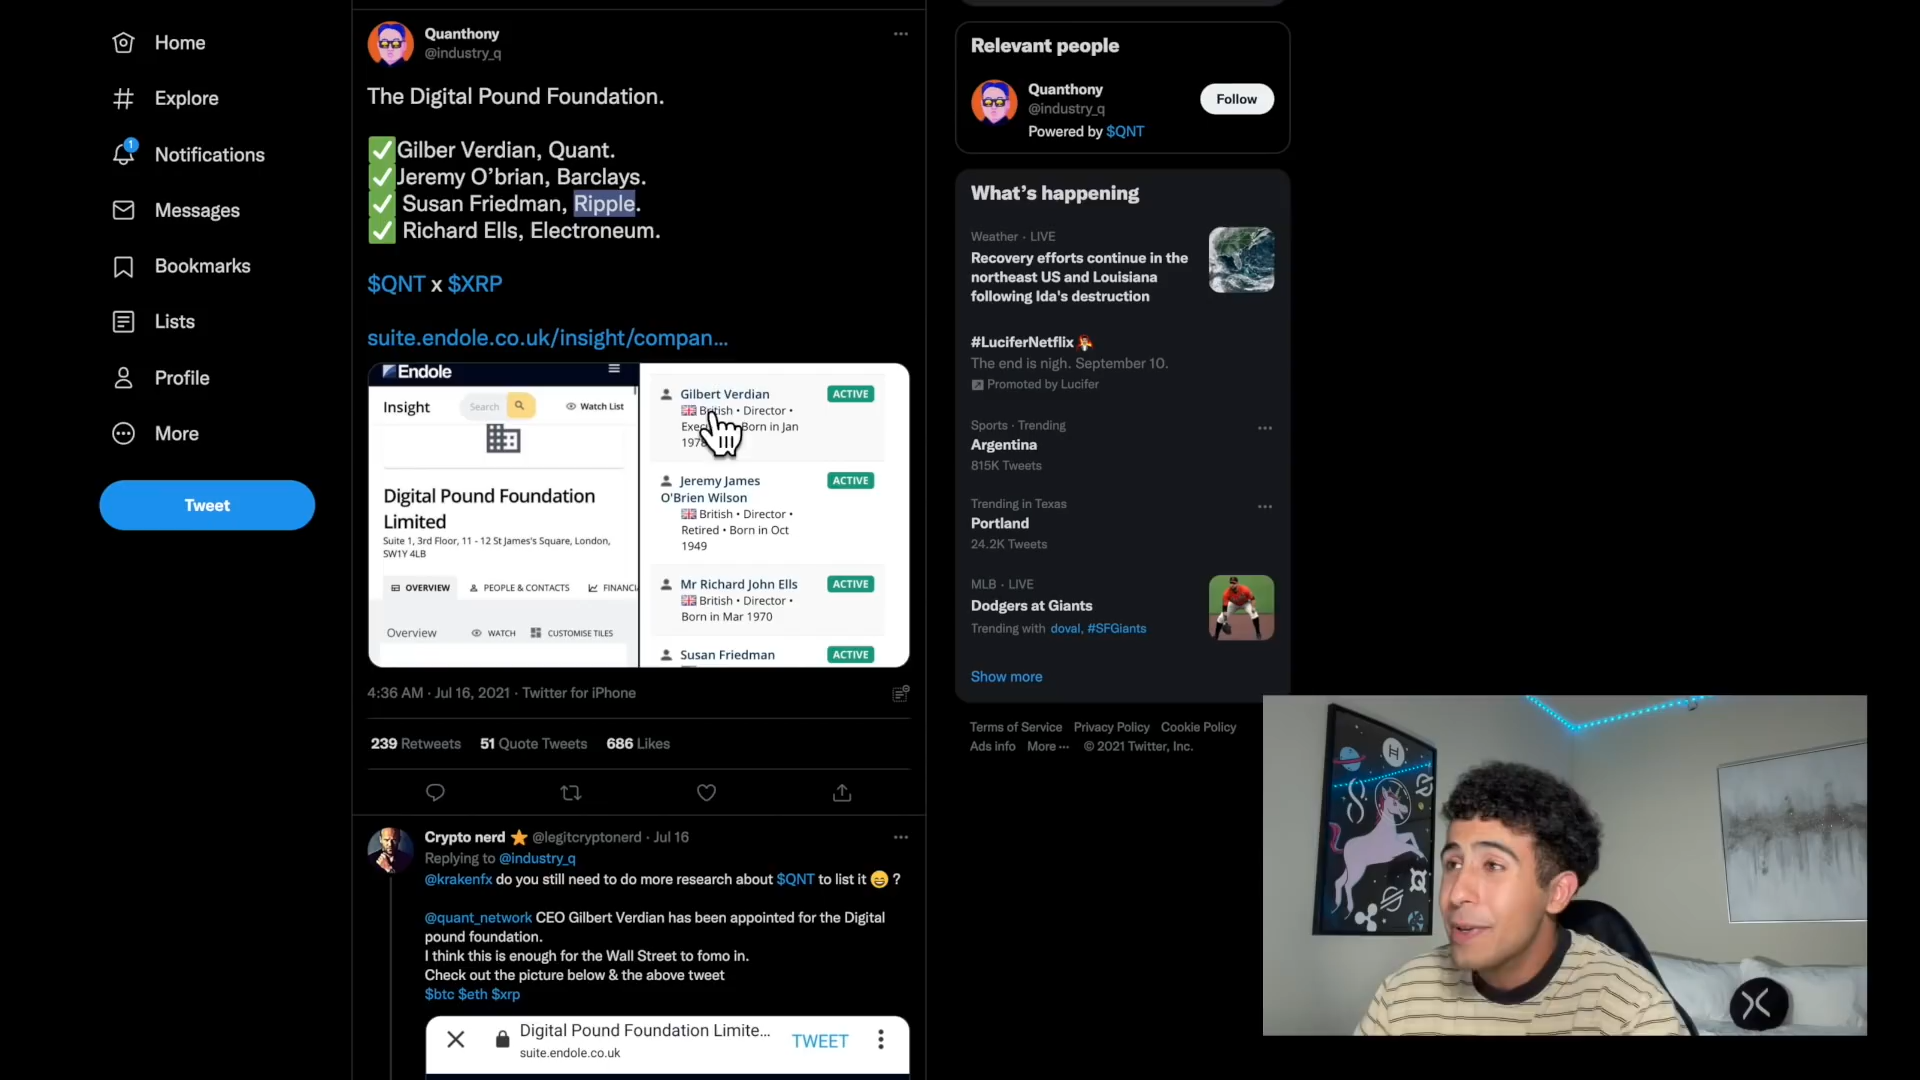 Home
Explore
1
Notifications
Messages
Bookmarks
Lists
Profile
More
Tweet
Quanthony
@industry_q
The Digital Pound Foundation.
✅Gilber Verdian, Quant.
✅Jeremy O’brian, Barclays.
✅ Susan Friedman, Ripple.
✅ Richard Ells, Electroneum.
$QNT x $XRP
suite.endole.co.uk/insight/compan...
Endole
Insight
Search
Watch List
Digital Pound Foundation
Limited
Suite 1, 3rd Floor, 11 - 12 St James's Square, London,
SW1Y 4LB
OVERVIEW
PEOPLE & CONTACTS
FINANCI
Overview
WATCH
CUSTOMISE TILES
Gilbert Verdian
ACTIVE
British • Director •
Born in Jan
Jeremy James
ACTIVE
O'Brien Wilson
British • Director •
Retired • Born in Oct
1949
Mr Richard John Ells
ACTIVE
British • Director •
Born in Mar 1970
Susan Friedman
ACTIVE
4:36 AM · Jul 16, 2021 · Twitter for iPhone
239 Retweets 51 Quote Tweets 686 Likes
Crypto nerd ⭐ @legitcryptonerd · Jul 16
Replying to @industry_q
@krakenfx do you still need to do more research about $QNT to list it 😄 ?
@quant_network CEO Gilbert Verdian has been appointed for the Digital
pound foundation.
I think this is enough for the Wall Street to fomo in.
Check out the picture below & the above tweet
$btc $eth $xrp
Digital Pound Foundation Limite...
suite.endole.co.uk
TWEET
Relevant people
Quanthony
@industry_q
Follow
Powered by $QNT
What’s happening
Weather · LIVE
Recovery efforts continue in the
northeast US and Louisiana
following Ida's destruction
#LuciferNetflix
The end is nigh. September 10.
Promoted by Lucifer
Sports · Trending
Argentina
815K Tweets
Trending in Texas
Portland
24.2K Tweets
MLB · LIVE
Dodgers at Giants
Trending with doval, #SFGiants
Show more
Terms of Service Privacy Policy Cookie Policy
Ads info More ··· © 2021 Twitter, Inc.